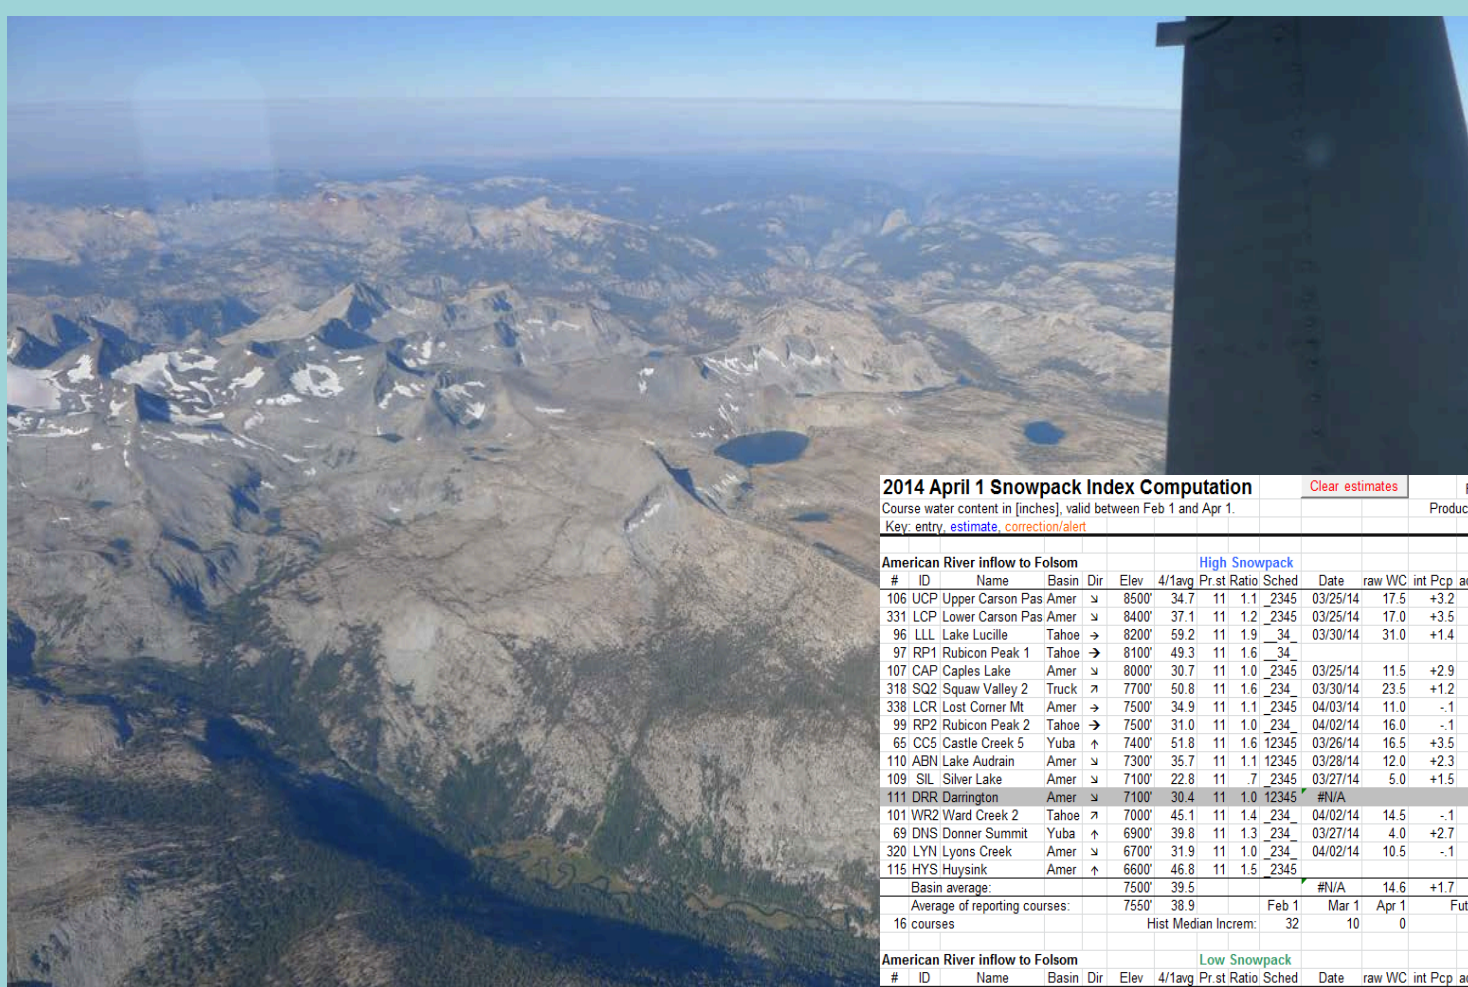 2014 April 1 Snowpack Index Computation Clear estimates
Course water content in [inches], valid between Feb 1 and Apr 1. Produc
Key: entry, estimate, correction/alert
American River inflow to Folsom High Snowpack
# ID Name Basin Dir Elev 4/1avg Pr.st Ratio Sched Date raw WC int Pcp
106 UCP Upper Carson Pas Amer ↘ 8500' 34.7 11 1.1 _2345 03/25/14 17.5 +3.2
331 LCP Lower Carson Pas Amer ↘ 8400' 37.1 11 1.2 _2345 03/25/14 17.0 +3.5
96 LLL Lake Lucille Tahoe → 8200' 59.2 11 1.9 __34_ 03/30/14 31.0 +1.4
97 RP1 Rubicon Peak 1 Tahoe → 8100' 49.3 11 1.6 __34_
107 CAP Caples Lake Amer ↘ 8000' 30.7 11 1.0 _2345 03/25/14 11.5 +2.9
318 SQ2 Squaw Valley 2 Truck ↗ 7700' 50.8 11 1.6 _234_ 03/30/14 23.5 +1.2
338 LCR Lost Corner Mt Amer → 7500' 34.9 11 1.1 _2345 04/03/14 11.0 -.1
99 RP2 Rubicon Peak 2 Tahoe → 7500' 31.0 11 1.0 _234_ 04/02/14 16.0 -.1
65 CC5 Castle Creek 5 Yuba ↑ 7400' 51.8 11 1.6 12345 03/26/14 16.5 +3.5
110 ABN Lake Audrain Amer ↘ 7300' 35.7 11 1.1 12345 03/28/14 12.0 +2.3
109 SIL Silver Lake Amer ↘ 7100' 22.8 11 .7 _2345 03/27/14 5.0 +1.5
111 DRR Darrington Amer ↘ 7100' 30.4 11 1.0 12345 #N/A
101 WR2 Ward Creek 2 Tahoe ↗ 7000' 45.1 11 1.4 _234_ 04/02/14 14.5 -.1
69 DNS Donner Summit Yuba ↑ 6900' 39.8 11 1.3 _234_ 03/27/14 4.0 +2.7
320 LYN Lyons Creek Amer ↘ 6700' 31.9 11 1.0 _234_ 04/02/14 10.5 -.1
115 HYS Huysink Amer ↑ 6600' 46.8 11 1.5 _2345
Basin average: 7500' 39.5 #N/A 14.6 +1.7
Average of reporting courses: 7550' 38.9 Feb 1 Mar 1 Apr 1 Fut
16 courses Hist Median Increm: 32 10 0
American River inflow to Folsom Low Snowpack
# ID Name Basin Dir Elev 4/1avg Pr.st Ratio Sched Date raw WC int Pcp